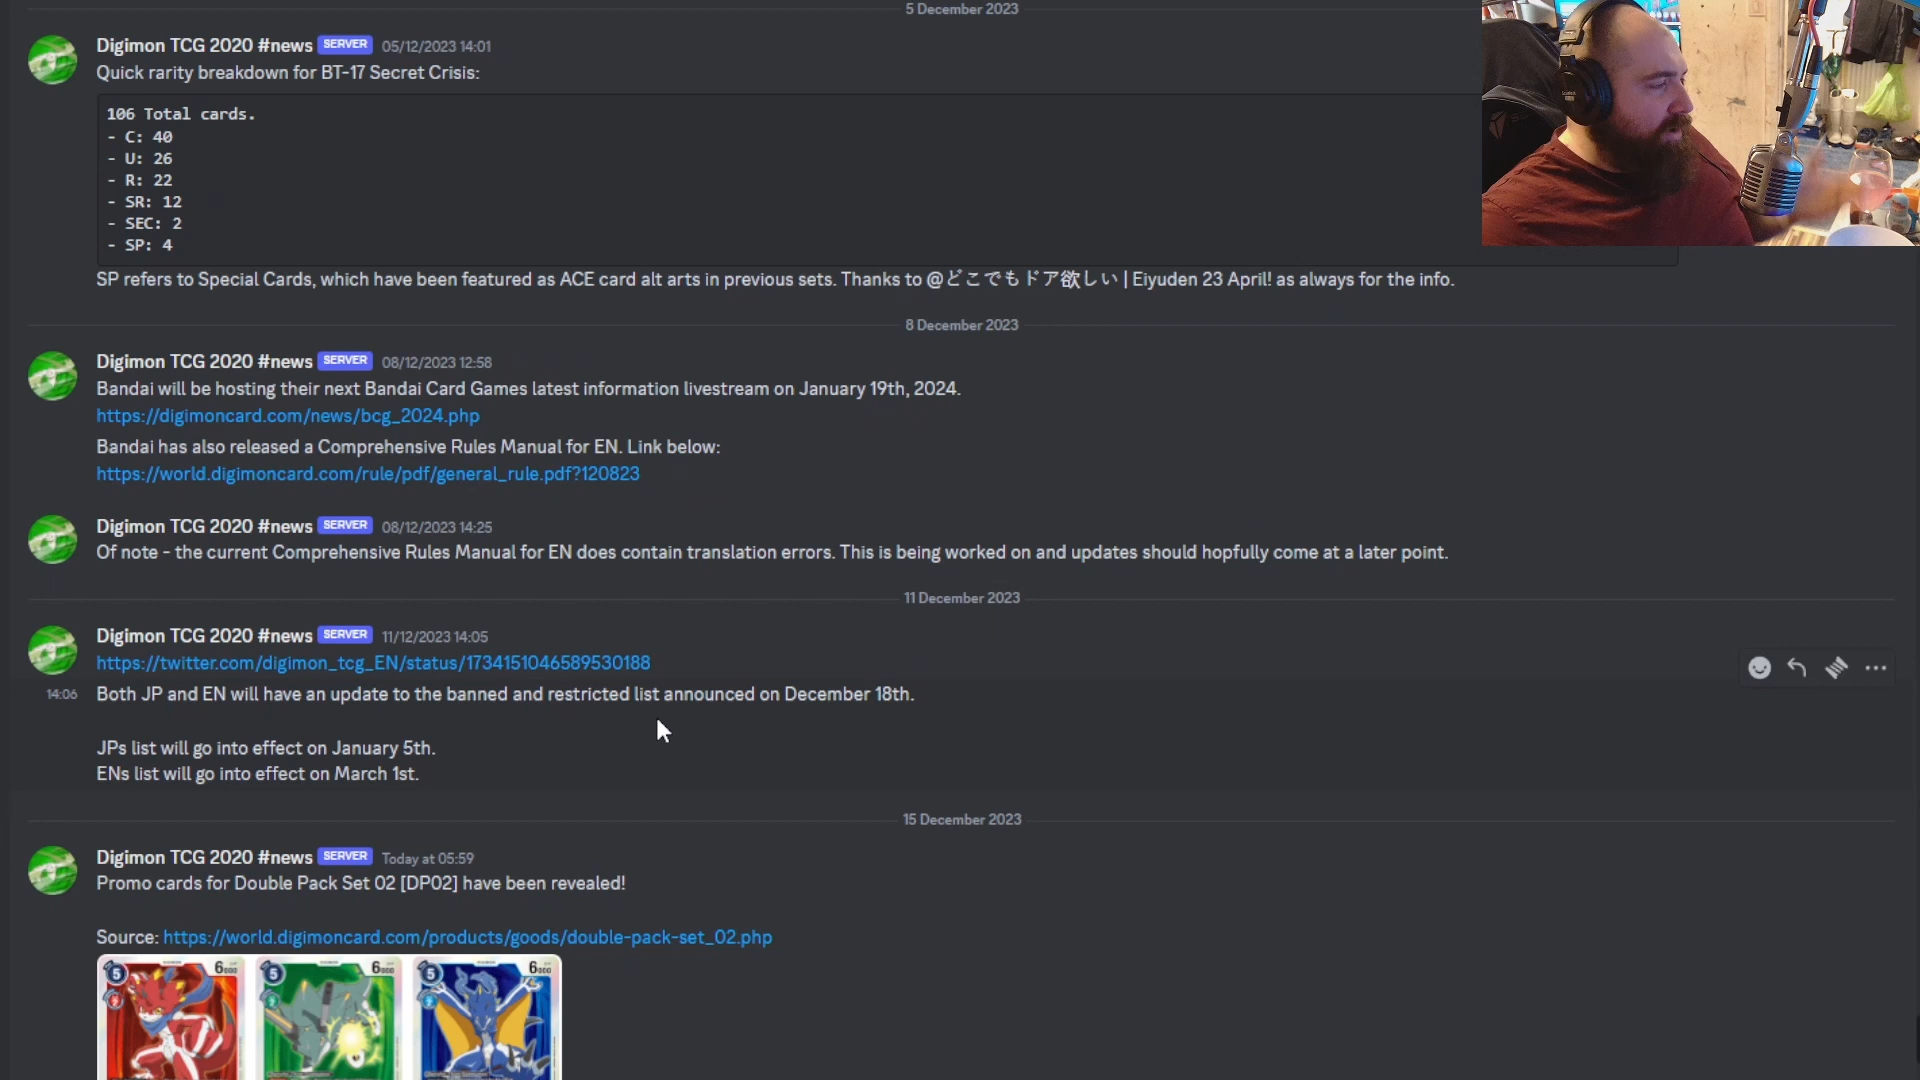 5 December 2023
Digimon TCG 2020 #news SERVER 05/12/2023 14:01
Quick rarity breakdown for BT-17 Secret Crisis:
106 Total cards.
- C: 40
- U: 26
- R: 22
- SR: 12
- SEC: 2
- SP: 4
SP refers to Special Cards, which have been featured as ACE card alt arts in previous sets. Thanks to @どこでもドア欲しい | Eiyuden 23 April! as always for the info.
8 December 2023
Digimon TCG 2020 #news SERVER 08/12/2023 12:58
Bandai will be hosting their next Bandai Card Games latest information livestream on January 19th, 2024.
https://digimoncard.com/news/bcg_2024.php
Bandai has also released a Comprehensive Rules Manual for EN. Link below:
https://world.digimoncard.com/rule/pdf/general_rule.pdf?120823
Digimon TCG 2020 #news SERVER 08/12/2023 14:25
Of note - the current Comprehensive Rules Manual for EN does contain translation errors. This is being worked on and updates should hopefully come at a later point.
11 December 2023
Digimon TCG 2020 #news SERVER 11/12/2023 14:05
https://twitter.com/digimon_tcg_EN/status/1734151046589530188
14:06 Both JP and EN will have an update to the banned and restricted list announced on December 18th.
JPs list will go into effect on January 5th.
ENs list will go into effect on March 1st.
15 December 2023
Digimon TCG 2020 #news SERVER Today at 05:59
Promo cards for Double Pack Set 02 [DP02] have been revealed!
Source: https://world.digimoncard.com/products/goods/double-pack-set_02.php
5 6000 5 6000 5 6000